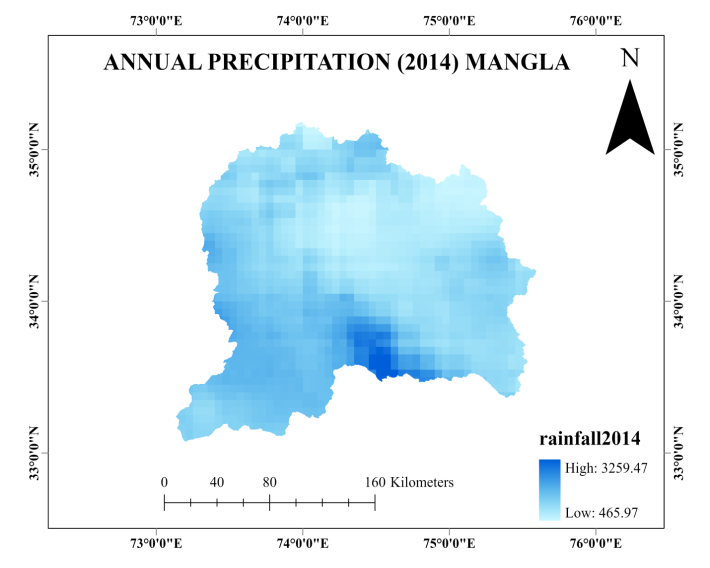 73°0'0"E 74°0'0"E 75°0'0"E 76°0'0"E
ANNUAL PRECIPITATION (2014) MANGLA
N
35°0'0"N 35°0'0"N
34°0'0"N 34°0'0"N
33°0'0"N 33°0'0"N
rainfall2014
High: 3259.47
Low: 465.97
0 40 80 160 Kilometers
73°0'0"E 74°0'0"E 75°0'0"E 76°0'0"E